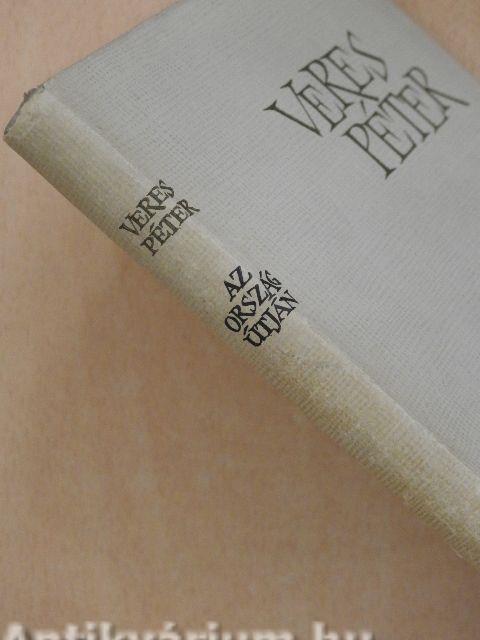 VERES
PÉTER
VERES
PÉTER
AZ
ORSZÁG
ÚTJÁN
Antikvárium.hu